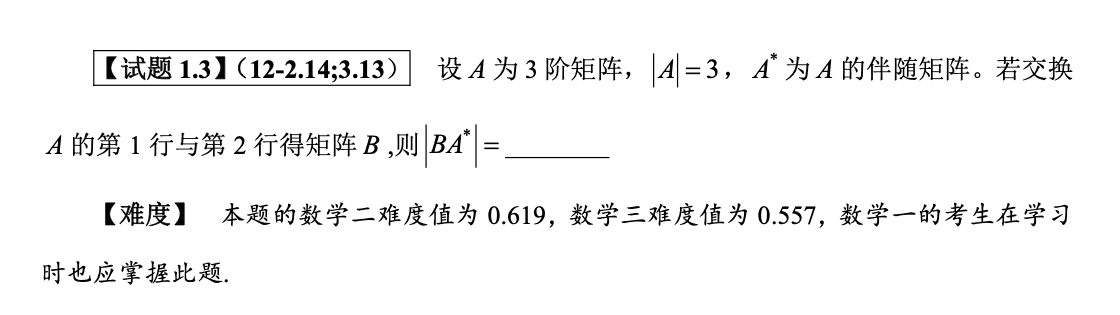 【试题 1.3】（12-2.14;3.13） 设 A 为 3 阶矩阵，|A|=3，A* 为 A 的伴随矩阵。若交换
A 的第 1 行与第 2 行得矩阵 B ,则|BA*|=________
【难度】 本题的数学二难度值为 0.619，数学三难度值为 0.557，数学一的考生在学习
时也应掌握此题.